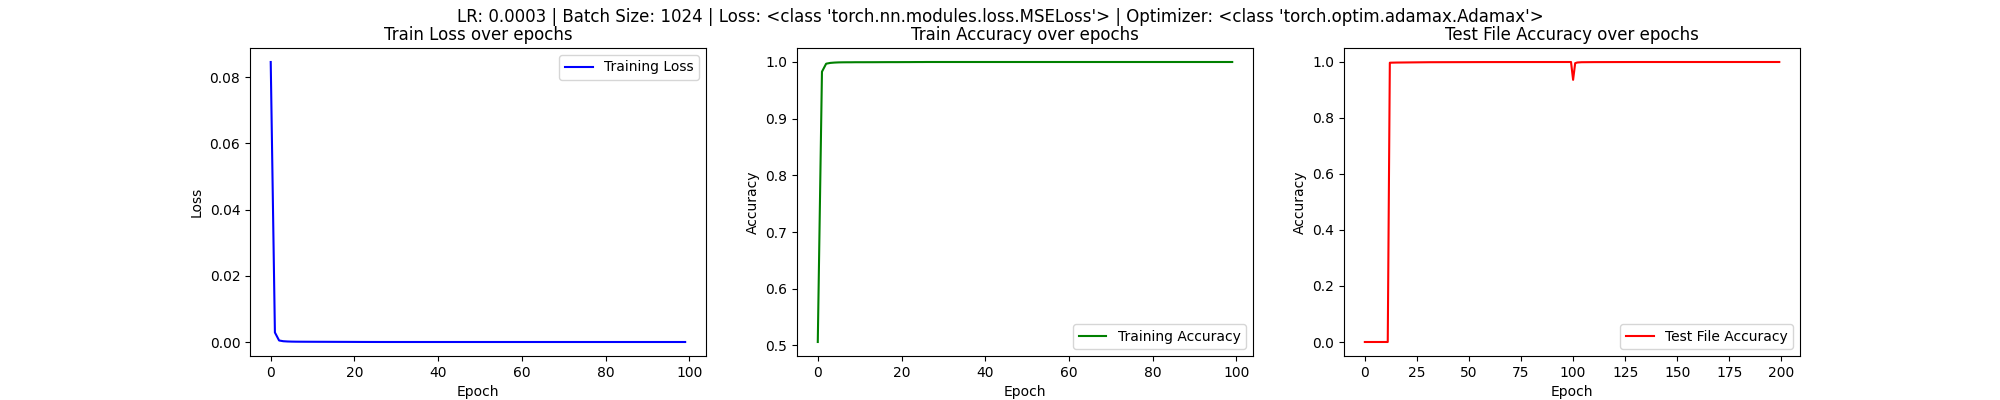 LR: 0.0003 | Batch Size: 1024 | Loss: <class 'torch.nn.modules.loss.MSELoss'> | Optimizer: <class 'torch.optim.adamax.Adamax'>
Train Loss over epochs
Training Loss
0.08
0.06
0.04
0.02
0.00
Loss
0 20 40 60 80 100
Epoch
Train Accuracy over epochs
1.0
0.9
0.8
0.7
0.6
0.5
Accuracy
Training Accuracy
0 20 40 60 80 100
Epoch
Test File Accuracy over epochs
1.0
0.8
0.6
0.4
0.2
0.0
Accuracy
Test File Accuracy
0 25 50 75 100 125 150 175 200
Epoch